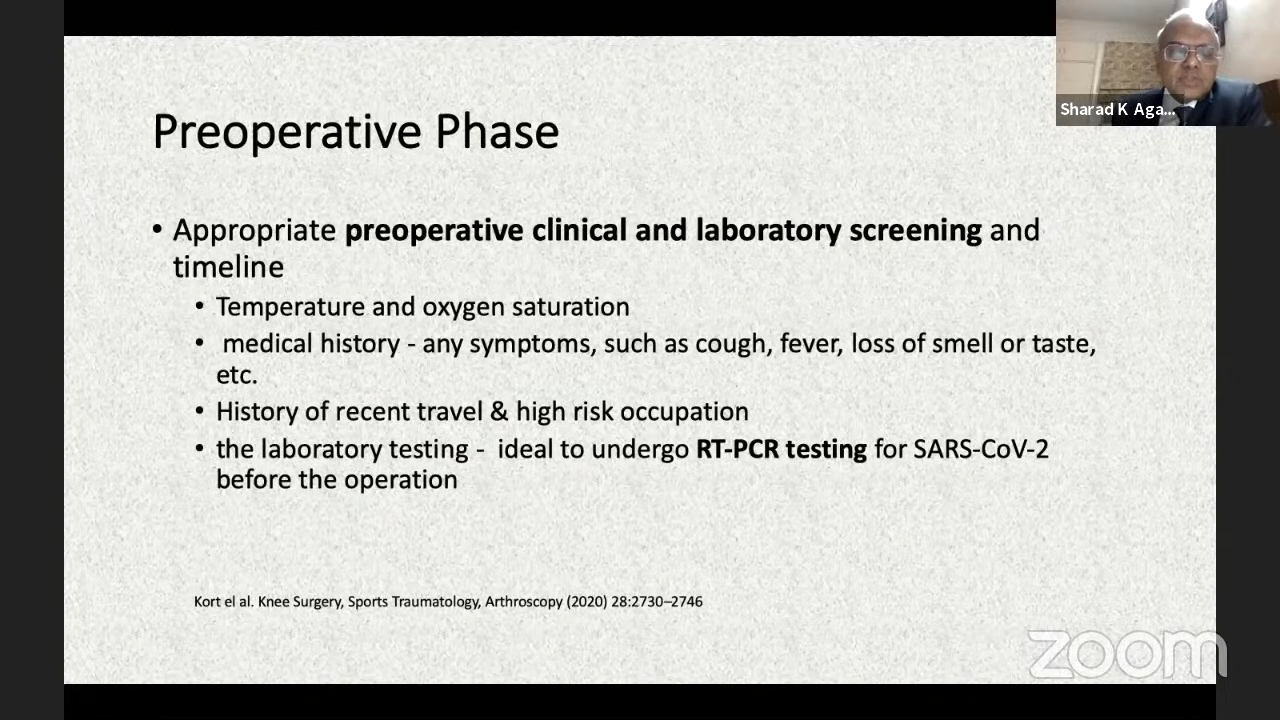 Sharad K Aga...
Preoperative Phase
• Appropriate preoperative clinical and laboratory screening and
timeline
• Temperature and oxygen saturation
• medical history - any symptoms, such as cough, fever, loss of smell or taste,
etc.
• History of recent travel & high risk occupation
• the laboratory testing - ideal to undergo RT-PCR testing for SARS-CoV-2
before the operation
Kort el al. Knee Surgery, Sports Traumatology, Arthroscopy (2020) 28:2730–2746
zoom